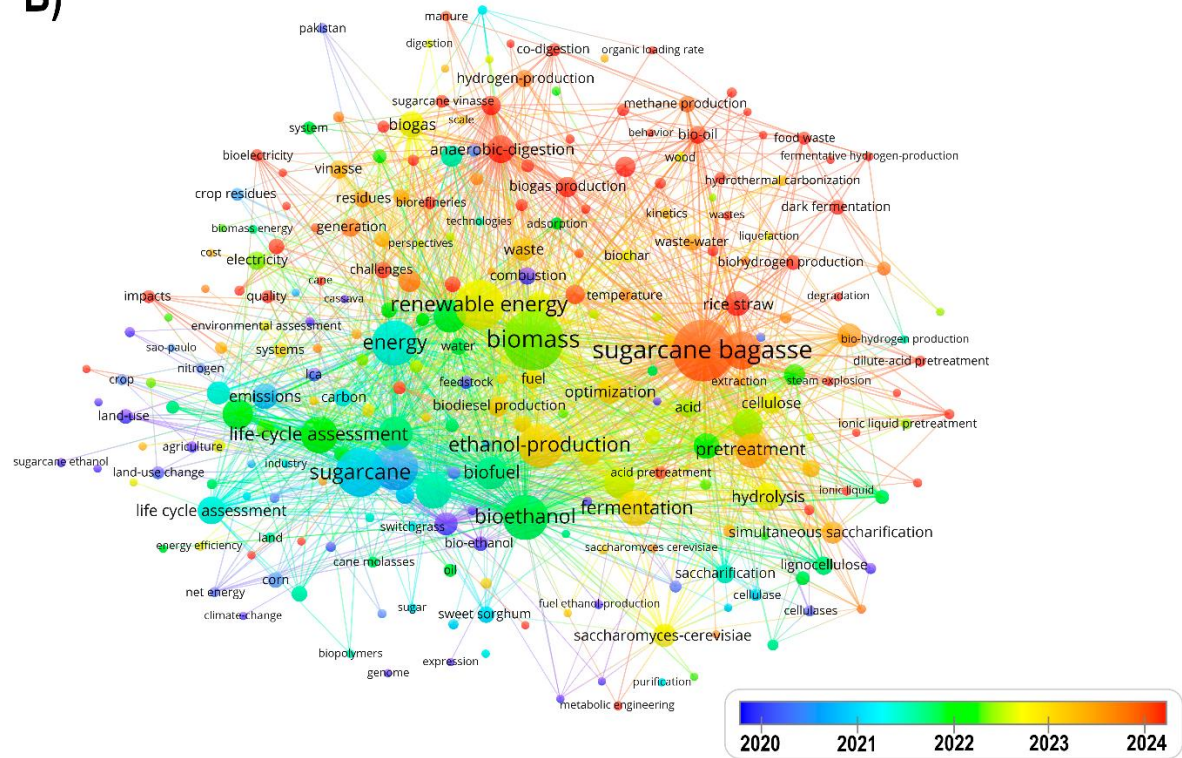 B)
manure
pakistan
digestion
co-digestion
organic loading rate
hydrogen-production
sugarcane vinasse
methane production
scale
system
biogas
behavior
bio-oil
food waste
anaerobic-digestion
bioelectricity
wood
fermentative hydrogen-production
vinasse
biogas production
hydrothermal carbonization
crop residues
residues
biorefineries
dark fermentation
kinetics
wastes
technologies
adsorption
biomass energy
generation
liquefaction
perspectives
waste
waste-water
cost
electricity
biochar
biohydrogen production
challenges
combustion
cane
impacts
quality
cassava
temperature
degradation
renewable energy
rice straw
environmental assessment
energy
water
biomass
bio-hydrogen production
sao-paulo
systems
sugarcane bagasse
dilute-acid pretreatment
nitrogen
lca
crop
feedstock
fuel
extraction
steam explosion
emissions
carbon
optimization
biodiesel production
acid
cellulose
land-use
ionic liquid pretreatment
life-cycle assessment
agriculture
ethanol-production
pretreatment
sugarcane ethanol
industry
land-use change
sugarcane
biofuel
acid pretreatment
ionic liquid
hydrolysis
life cycle assessment
bioethanol
fermentation
switchgrass
simultaneous saccharification
land
energy efficiency
bio-ethanol
saccharomyces cerevisiae
cane molasses
oil
lignocellulose
saccharification
corn
net energy
cellulase
sugar
fuel ethanol-production
climate-change
sweet sorghum
cellulases
saccharomyces-cerevisiae
biopolymers
expression
genome
purification
metabolic engineering
2020 2021 2022 2023 2024